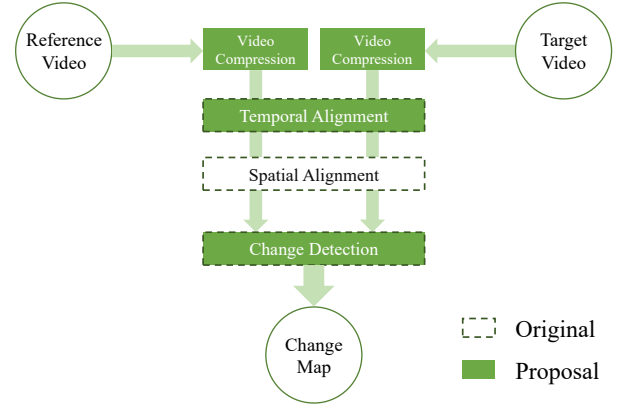 Reference
Video
Video
Compression
Video
Compression
Target
Video
Temporal Alignment
Spatial Alignment
Change Detection
Change
Map
Original
Proposal